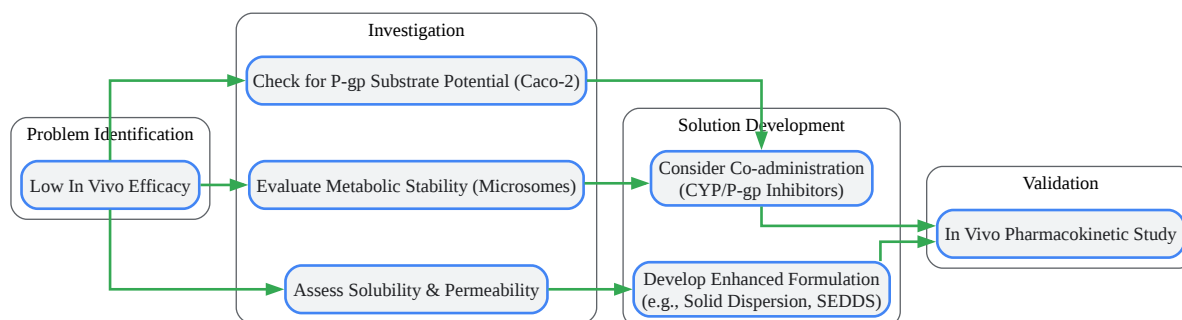 Investigation
Check for P-gp Substrate Potential (Caco-2)
Problem Identification
Low In Vivo Efficacy
Evaluate Metabolic Stability (Microsomes)
Assess Solubility & Permeability
Solution Development
Consider Co-administration
(CYP/P-gp Inhibitors)
Develop Enhanced Formulation
(e.g., Solid Dispersion, SEDDS)
Validation
In Vivo Pharmacokinetic Study